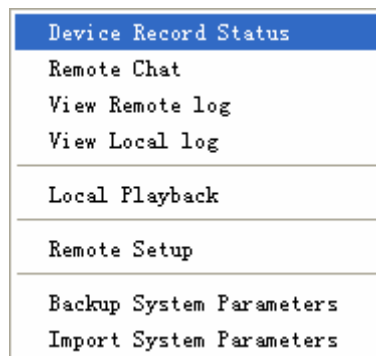 Device Record Status
Remote Chat
View Remote log
View Local log
Local Playback
Remote Setup
Backup System Parameters
Import System Parameters